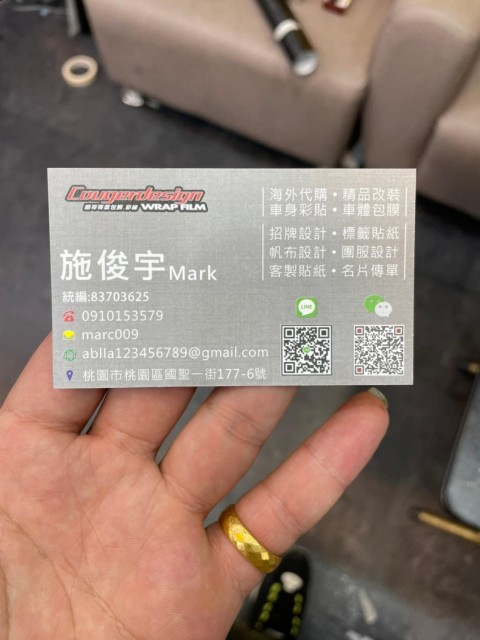 Cougerdesign
WRAP FILM
海外代購•精品改裝
車身彩貼•車體包膜
招牌設計•標籤貼紙
帆布設計•團服設計
客製貼紙•名片傳單
施俊宇Mark
統編:83703625
0910153579
marc009
ablla123456789@gmail.com
桃園市桃園區國聖一街177-6號
LINE